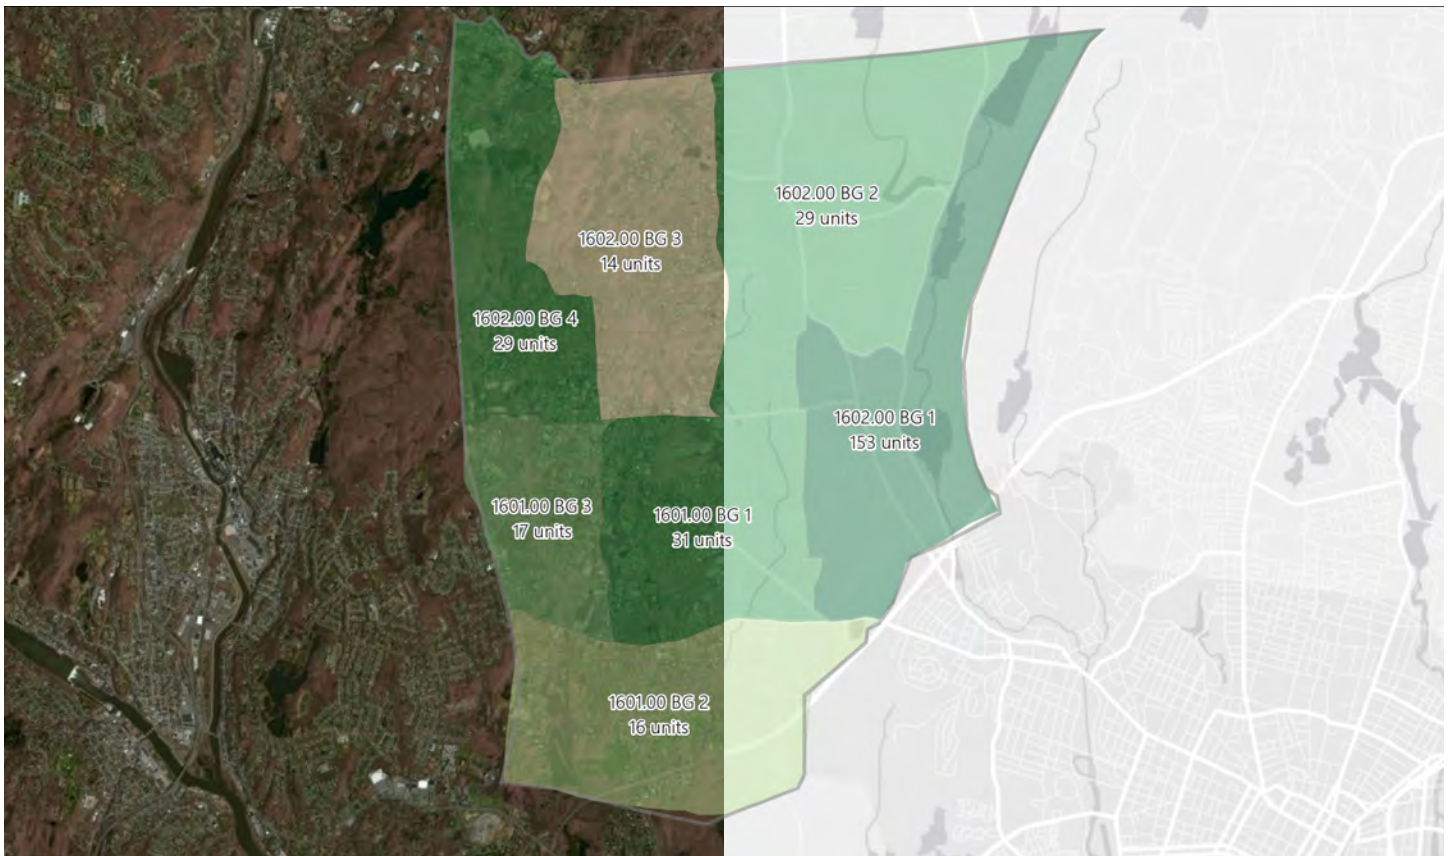 1602.00 BG 2
29 units
1602.00 BG 3
14 units
1602.00 BG 4
29 units
1602.00 BG 1
153 units
1601.00 BG 3
17 units
1601.00 BG 1
31 units
1601.00 BG 2
16 units